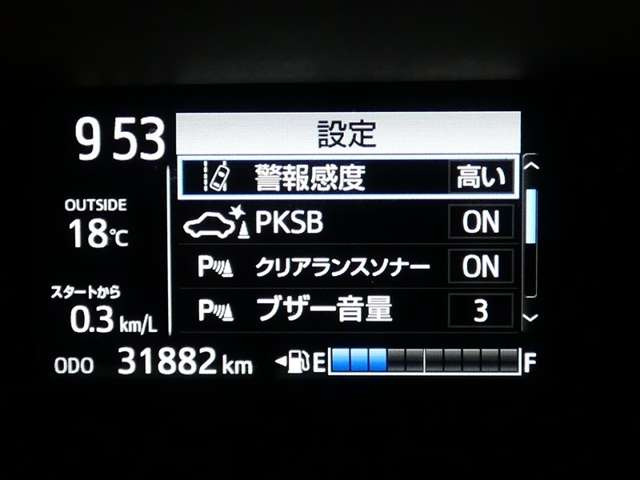 9 53
OUTSIDE
18℃
スタートから
0.3 km/L
設定
警報感度 高い
PKSB ON
P クリアランスソナー ON
P ブザー音量 3
ODO 31882 km E F